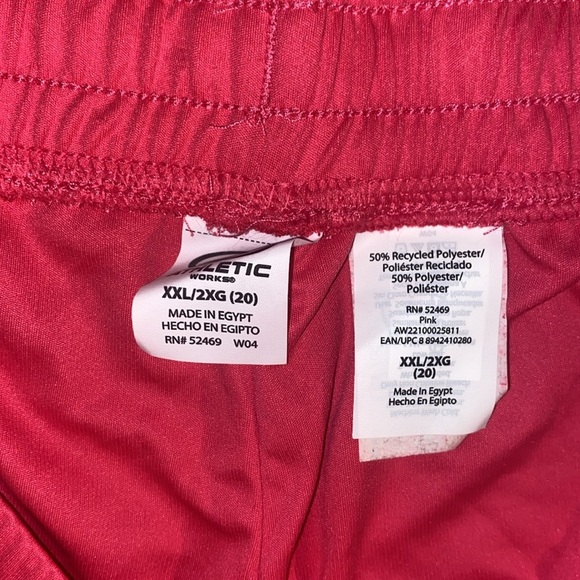 WORKS®
XXL/2XG (20)
MADE IN EGYPT
HECHO EN EGIPTO
RN# 52469 W04
50% Recycled Polyester/
Poliéster Reciclado
50% Polyester/
Poliéster
RN# 52469
Pink
AW22100025811
EAN/UPC 8 8942410280
XXL/2XG
(20)
Made In Egypt
Hecho En Egipto